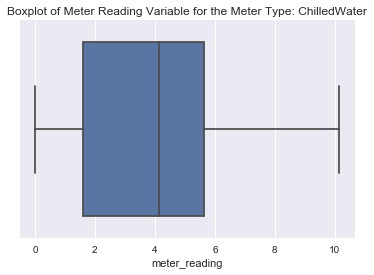 Boxplot of Meter Reading Variable for the Meter Type: ChilledWater
0 2 4 6 8 10
meter_reading